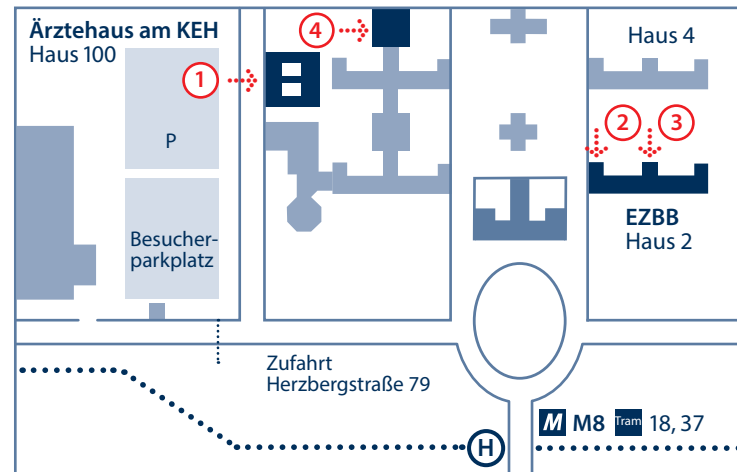 Ärztehaus am KEH
Haus 100
4
Haus 4
1
2
3
P
EZBB
Haus 2
Besucher-
parkplatz
Zufahrt
Herzbergstraße 79
H
M M8 Tram 18, 37